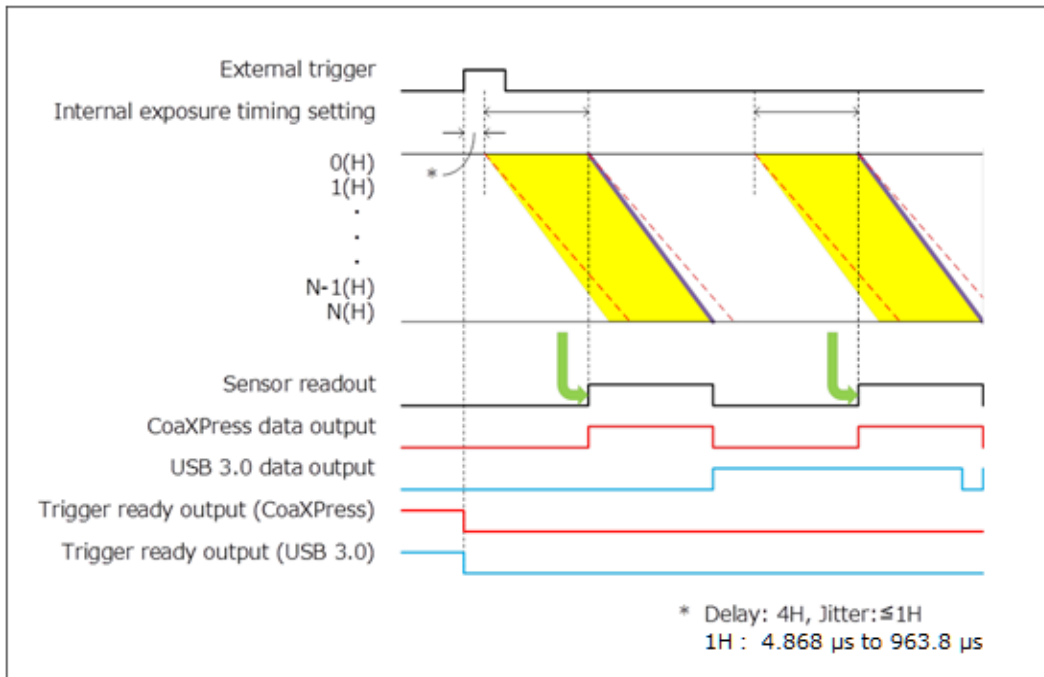 External trigger
Internal exposure timing setting
*
0(H)
1(H)
.
.
.
N-1(H)
N(H)
Sensor readout
CoaXPress data output
USB 3.0 data output
Trigger ready output (CoaXPress)
Trigger ready output (USB 3.0)
* Delay: 4H, Jitter:≦1H
1H : 4.868 µs to 963.8 µs